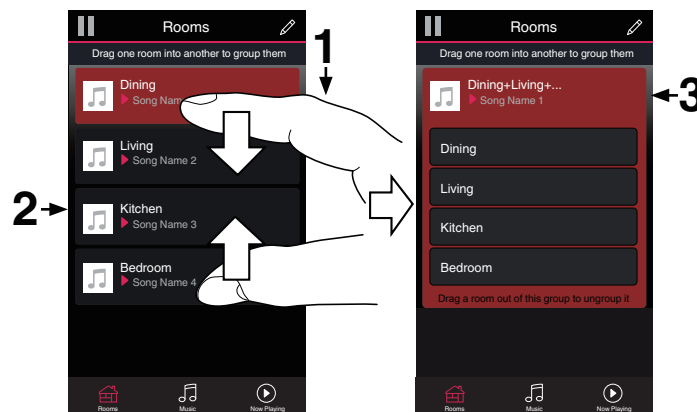 Rooms
Drag one room into another to group them
1
Dining
Song Nam
Living
Song Name 2
2
Kitchen
Song Name 3
Bedroom
Song Name 4
Rooms
Music
Now Playing
Rooms
Drag one room into another to group them
Dining+Living+...
Song Name 1
3
Dining
Living
Kitchen
Bedroom
Drag a room out of this group to ungroup it
Rooms
Music
Now Playing